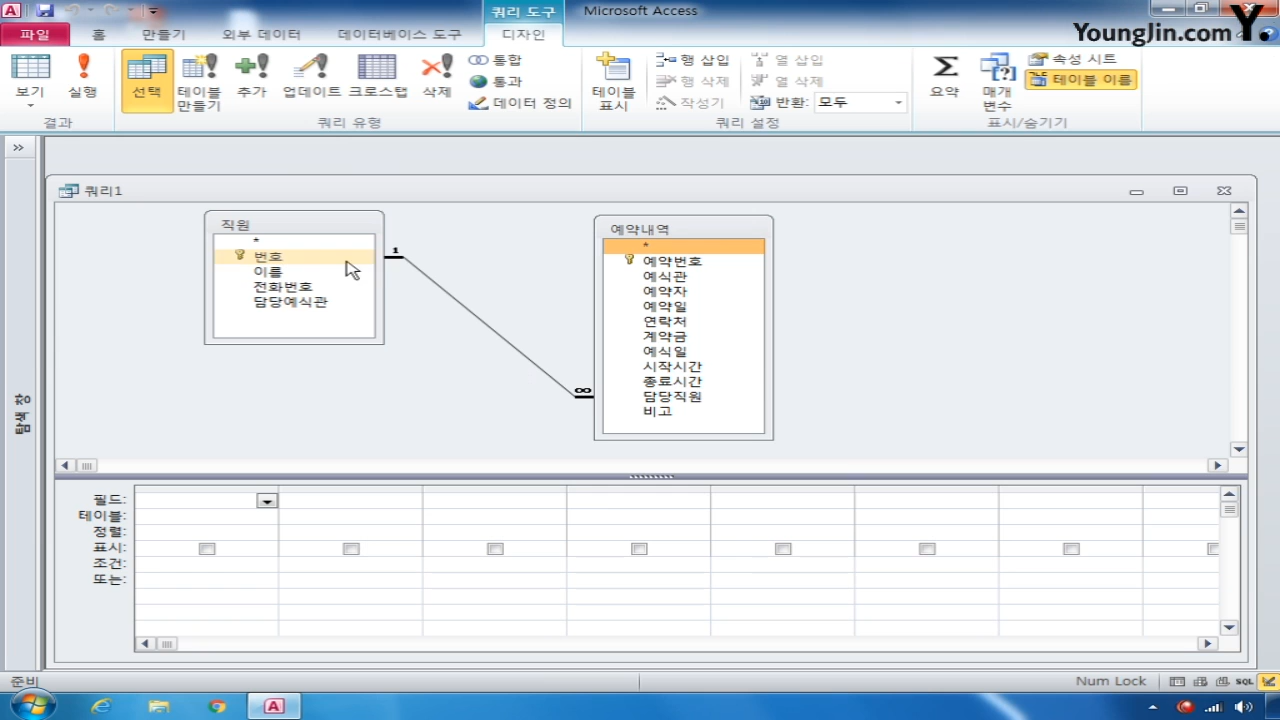 쿼리 도구
Microsoft Access
YoungJin.com Y.
파일
홈
만들기
외부 데이터
데이터베이스 도구
디자인
보기
실행
결과
선택
테이블
만들기
추가
업데이트
크로스탭
삭제
통합
통과
데이터 정의
쿼리 유형
테이블
표시
행 삽입
행 삭제
작성기
열 삽입
열 삭제
반환: 모두
쿼리 설정
요약
매개
변수
속성 시트
테이블 이름
표시/숨기기
탐색 창
쿼리1
직원
*
번호
이름
전화번호
담당예식관
1
∞
예약내역
*
예약번호
예식관
예약자
예약일
연락처
계약금
예식일
시작시간
종료시간
담당직원
비고
필드:
테이블:
정렬:
표시:
조건:
또는:
준비
Num Lock
SQL